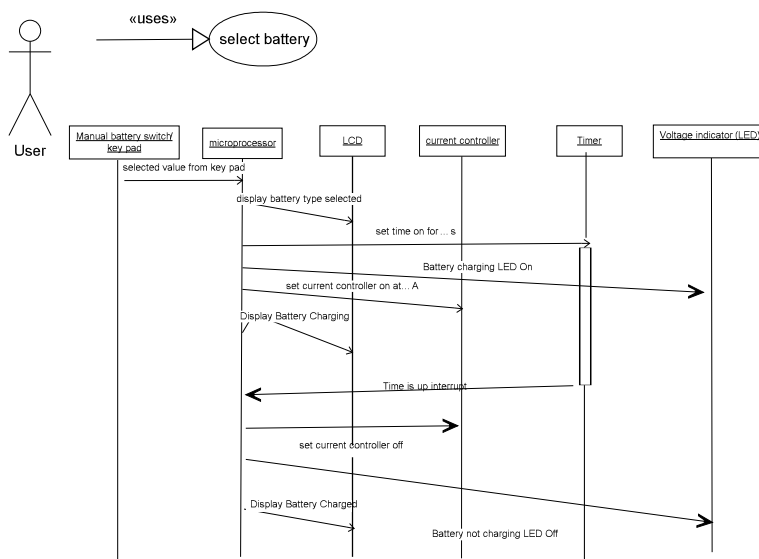 «uses»
select battery
User
Manual battery switch/
key pad
microprocessor
LCD
current controller
Timer
Voltage indicator (LED)
selected value from key pad
display battery type selected
set time on for... s
Battery charging LED On
set current controller on at... A
Display Battery Charging
Time is up interrupt
set current controller off
Display Battery Charged
Battery not charging LED Off